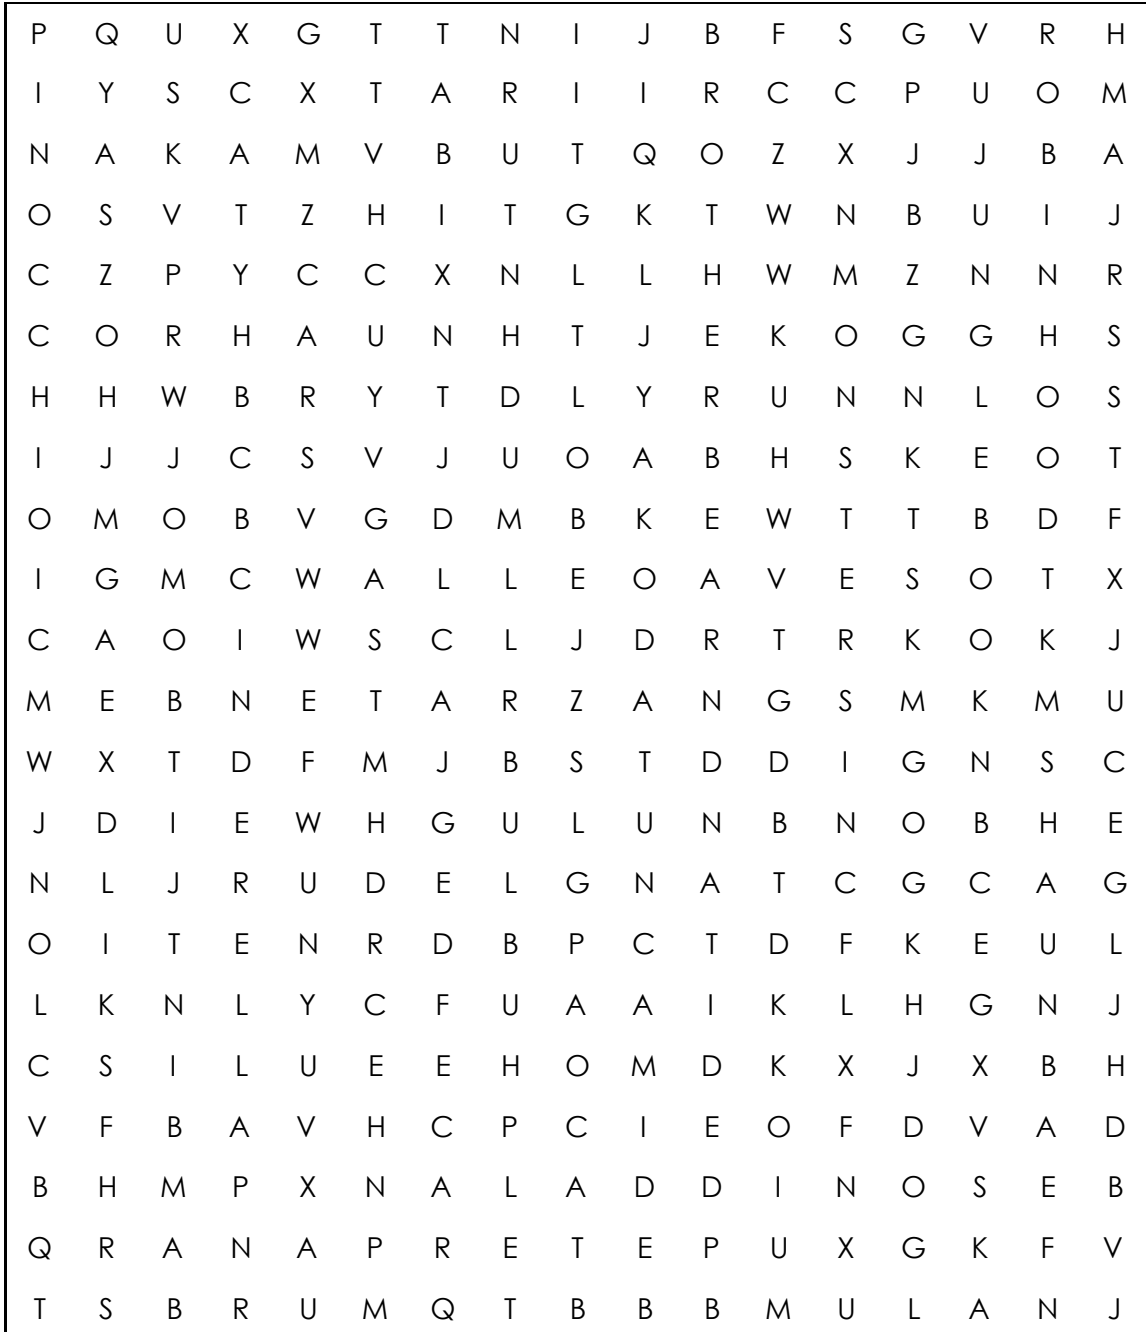 P Q U X G T T N I J B F S G V R H
I Y S C X T A R I I R C C P U O M
N A K A M V B U T Q O Z X J J B A
O S V T Z H I T G K T W N B U I J
C Z P Y C C X N L L H W M Z N N R
C O R H A U N H T J E K O G G H S
H H W B R Y T D L Y R U N N L O S
I J J C S V J U O A B H S K E O T
O M O B V G D M B K E W T T B D F
I G M C W A L L E O A V E S O T X
C A O I W S C L J D R T R K O K J
M E B N E T A R Z A N G S M K M U
W X T D F M J B S T D D I G N S C
J D I E W H G U L U N B N O B H E
N L J R U D E L G N A T C G C A G
O I T E N R D B P C T D F K E U L
L K N L Y C F U A A I K L H G N J
C S I L U E E H O M D K X J X B H
V F B A V H C P C I E O F D V A D
B H M P X N A L A D D I N O S E B
Q R A N A P R E T E P U X G K F V
T S B R U M Q T B B B M U L A N J